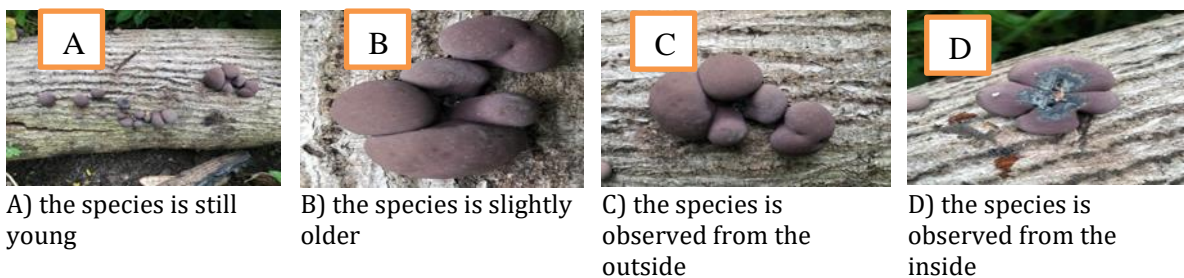 A
B
C
D
A) the species is still
young
B) the species is slightly
older
C) the species is
observed from the
outside
D) the species is
observed from the
inside